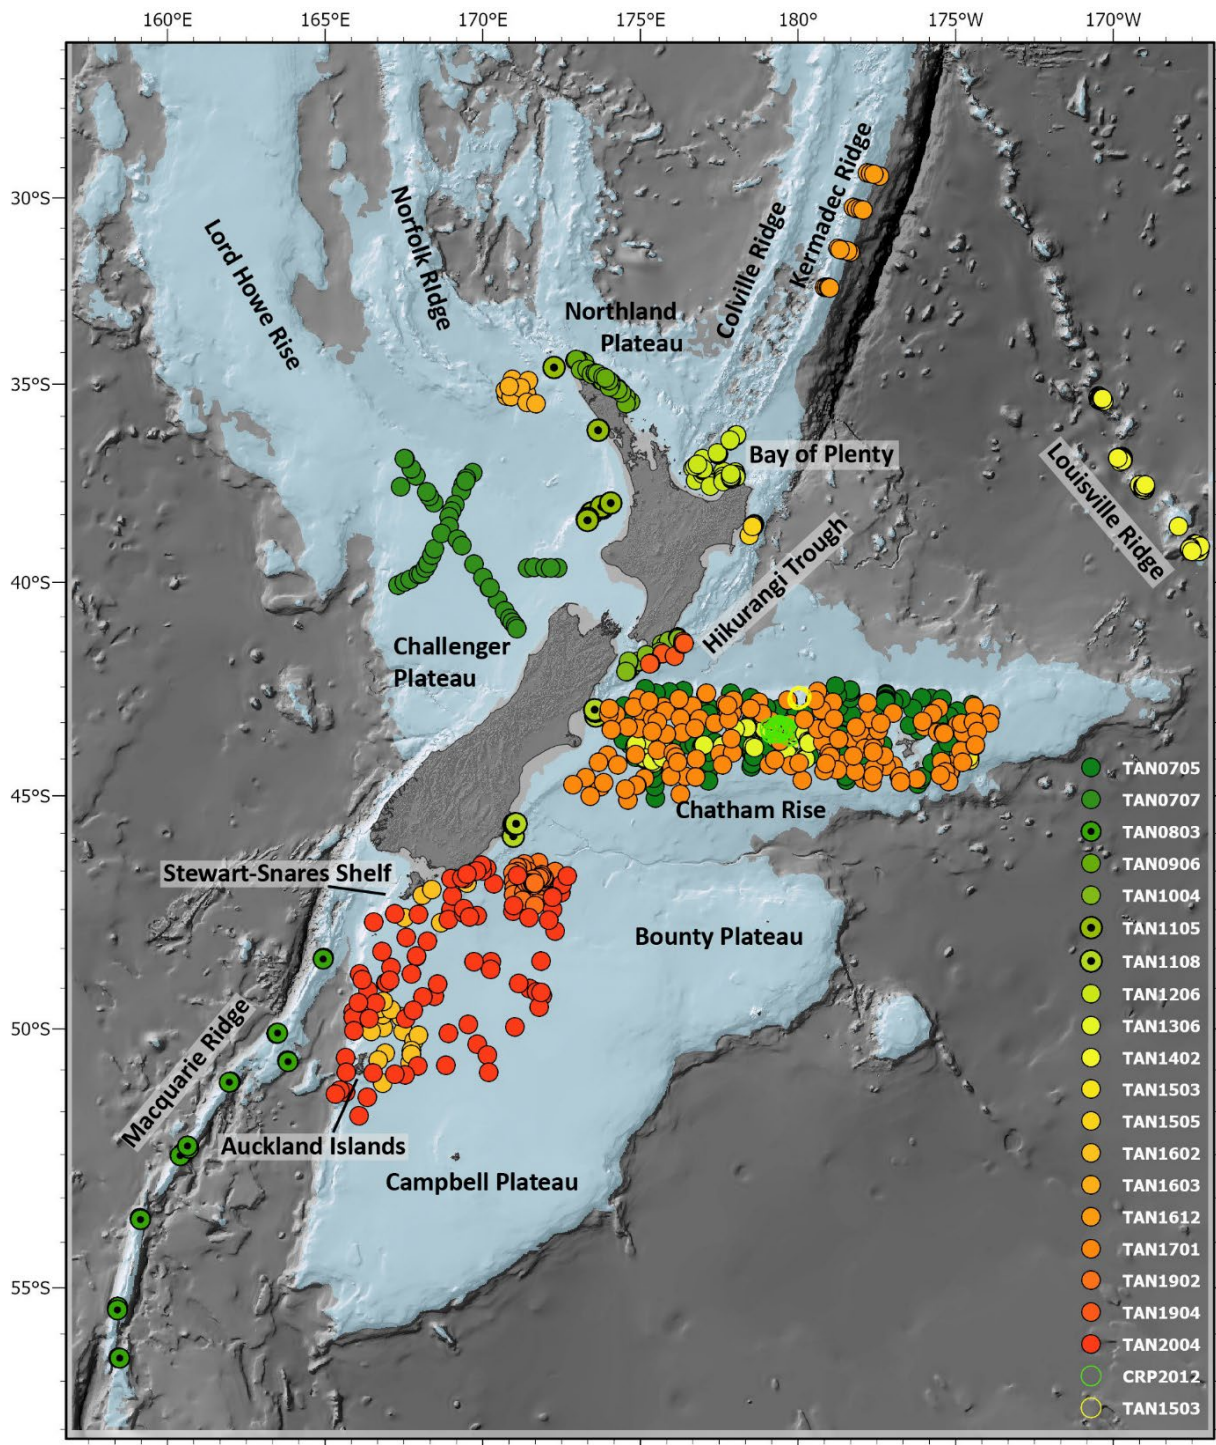 160°E 165°E 170°E 175°E 180° 175°W 170°W
30°S
35°S
40°S
45°S
50°S
55°S
Lord Howe Rise
Norfolk Ridge
Northland
Plateau
Colville Ridge
Kermadec Ridge
Bay of Plenty
Louisville Ridge
Hikurangi Trough
Challenger
Plateau
Chatham Rise
Stewart-Snares Shelf
Bounty Plateau
Macquarie Ridge
Auckland Islands
Campbell Plateau
TAN0705
TAN0707
TAN0803
TAN0906
TAN1004
TAN1105
TAN1108
TAN1206
TAN1306
TAN1402
TAN1503
TAN1505
TAN1602
TAN1603
TAN1612
TAN1701
TAN1902
TAN1904
TAN2004
CRP2012
TAN1503